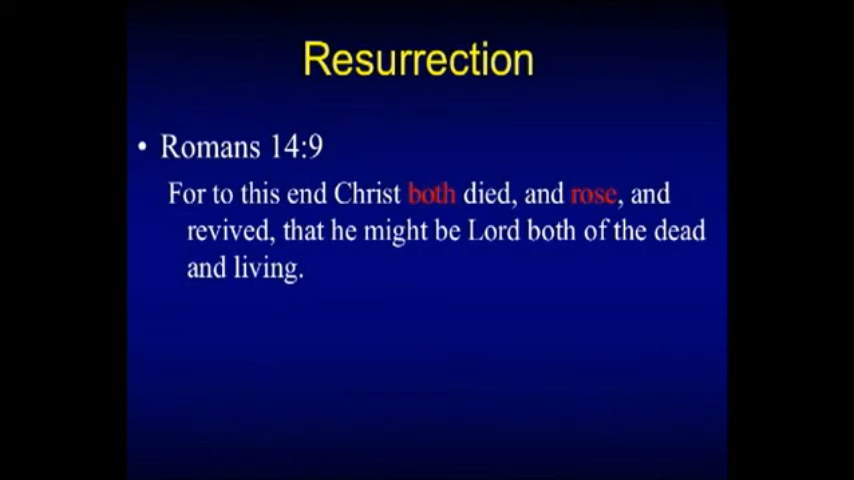 Resurrection
• Romans 14:9
For to this end Christ both died, and rose, and
revived, that he might be Lord both of the dead
and living.